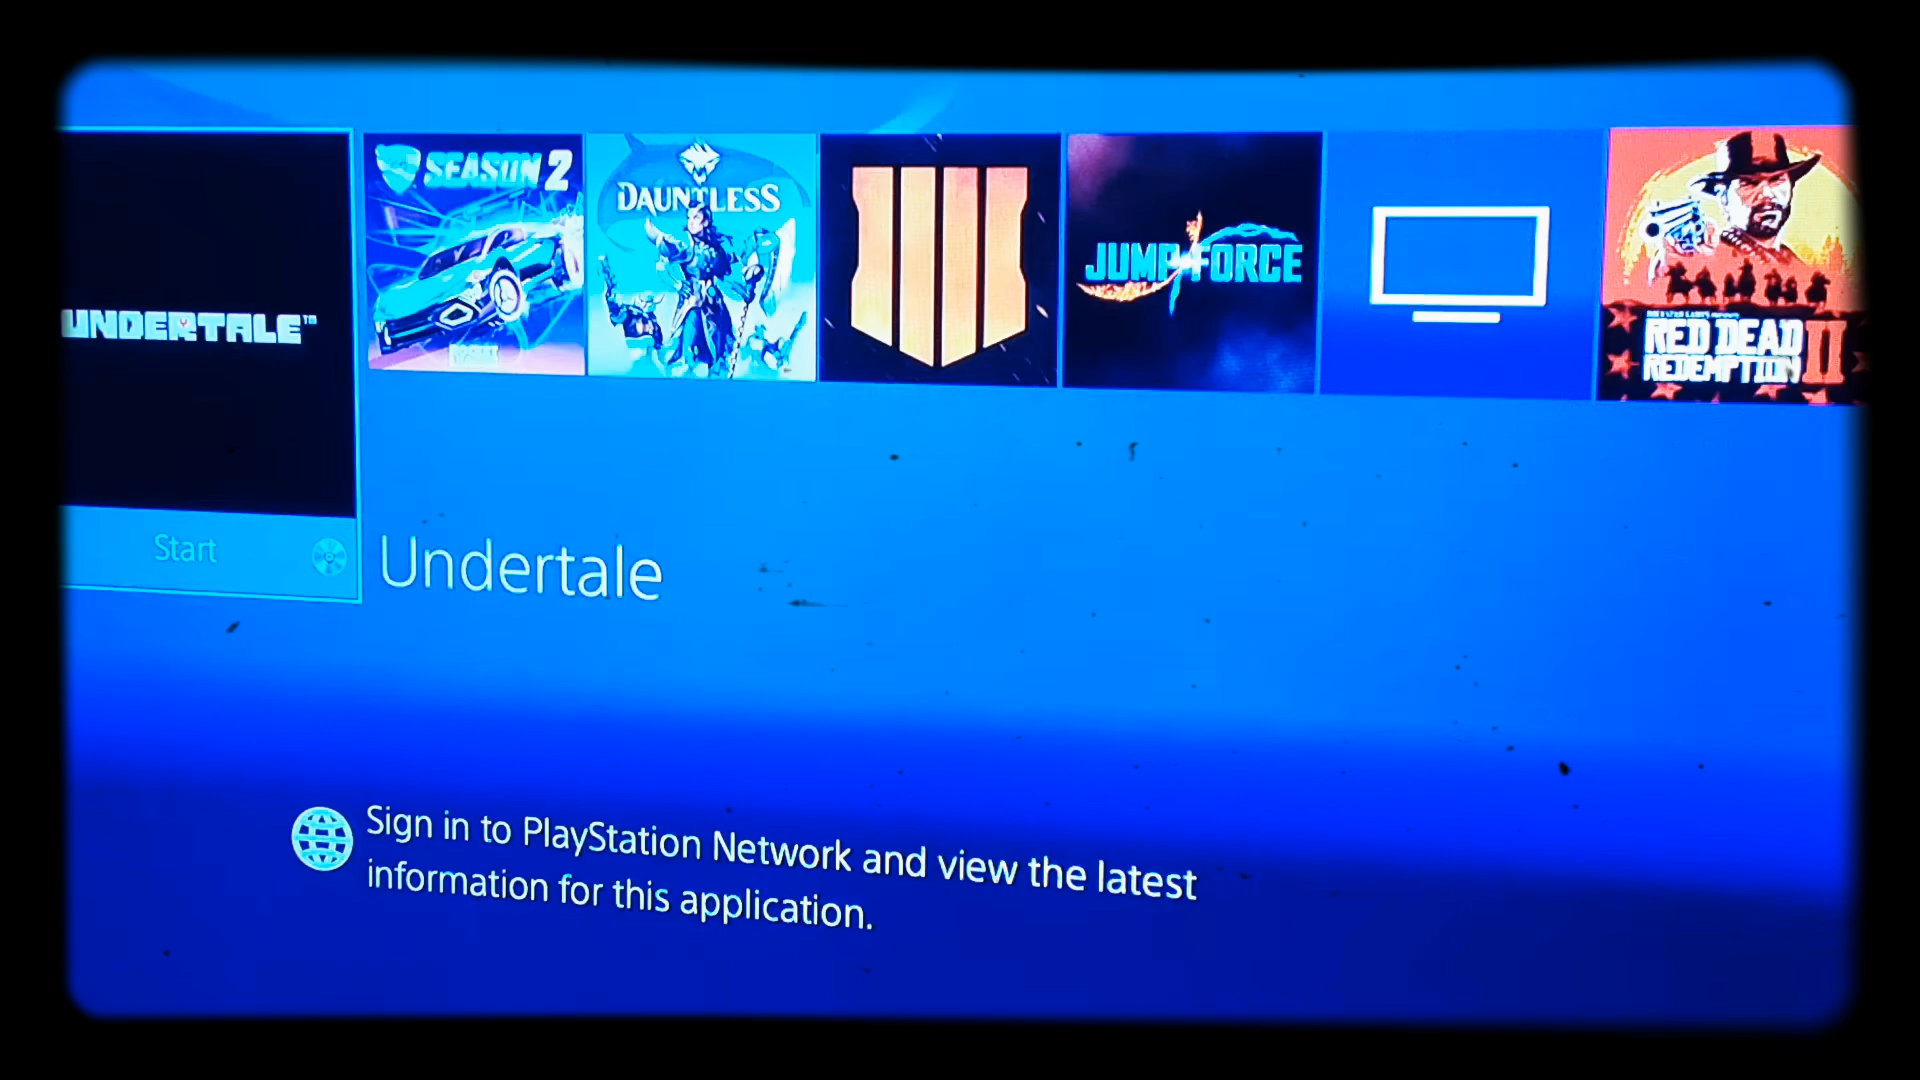 UNDERTALE™
SEASON 2
DAUNTLESS
JUMP FORCE
RED DEAD
REDEMPTION II
Start
Undertale
Sign in to PlayStation Network and view the latest
information for this application.